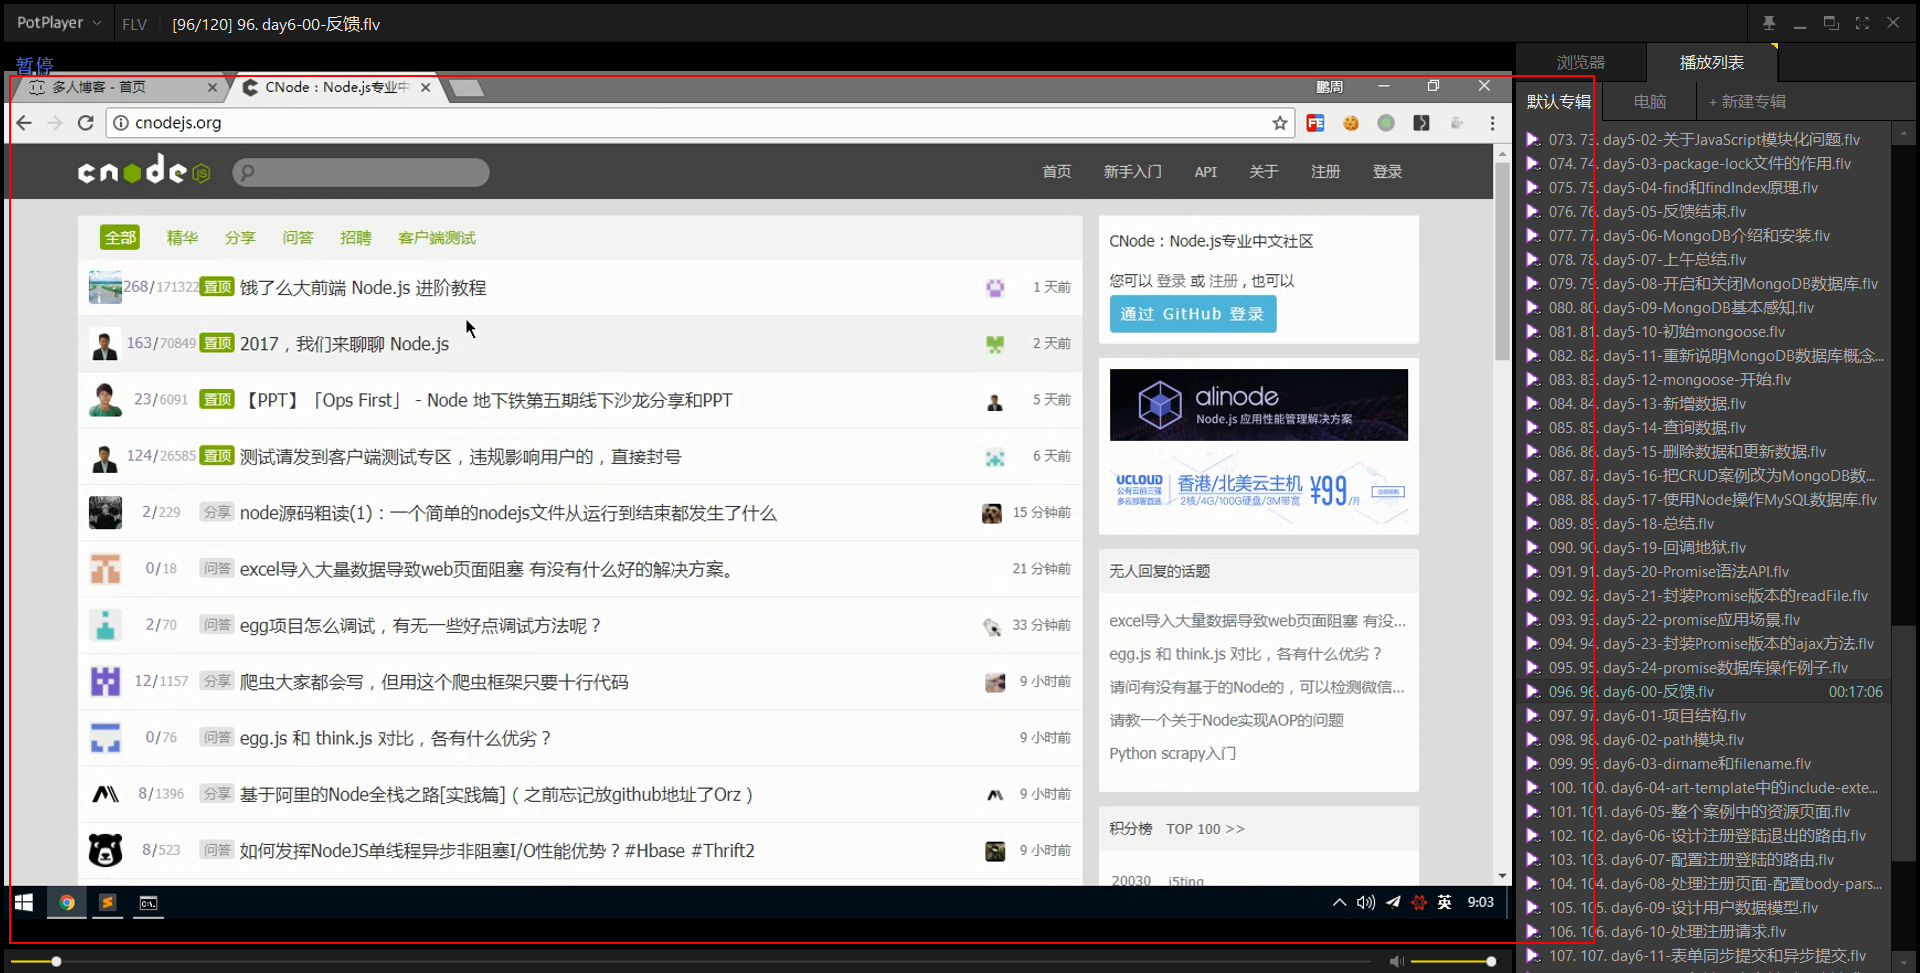 PotPlayer FLV [96/120] 96. day6-00-反馈.flv
暂停
多人博客 - 首页
CNode：Node.js专业中
鹏周
cnodejs.org
cnode js
首页 新手入门 API 关于 注册 登录
全部 精华 分享 问答 招聘 客户端测试
268/171322 置顶 饿了么大前端 Node.js 进阶教程 1 天前
163/70849 置顶 2017，我们来聊聊 Node.js 2 天前
23/6091 置顶 【PPT】「Ops First」 - Node 地下铁第五期线下沙龙分享和PPT 5 天前
124/26585 置顶 测试请发到客户端测试专区，违规影响用户的，直接封号 6 天前
2/229 分享 node源码粗读(1)：一个简单的nodejs文件从运行到结束都发生了什么 15 分钟前
0/18 问答 excel导入大量数据导致web页面阻塞 有没有什么好的解决方案。 21 分钟前
2/70 问答 egg项目怎么调试，有无一些好点调试方法呢？ 33 分钟前
12/1157 分享 爬虫大家都会写，但用这个爬虫框架只要十行代码 9 小时前
0/76 问答 egg.js 和 think.js 对比，各有什么优劣？ 9 小时前
8/1396 分享 基于阿里的Node全栈之路[实践篇]（之前忘记放github地址了Orz） 9 小时前
8/523 问答 如何发挥NodeJS单线程异步非阻塞I/O性能优势？#Hbase #Thrift2 9 小时前
CNode：Node.js专业中文社区
您可以 登录 或 注册，也可以
通过 GitHub 登录
alinode
Node.js 应用性能管理解决方案
UCLOUD 香港/北美云主机 ¥99/月
公有云前三强
多云部署首选 2核/4G/100G硬盘/3M带宽
无人回复的话题
excel导入大量数据导致web页面阻塞 有没...
egg.js 和 think.js 对比，各有什么优劣？
请问有没有基于的Node的，可以检测微信...
请教一个关于Node实现AOP的问题
Python scrapy入门
积分榜 TOP 100 >>
20030 i5ting
英 9:03
浏览器 播放列表
默认专辑 电脑 + 新建专辑
073. 73. day5-02-关于JavaScript模块化问题.flv
074. 74. day5-03-package-lock文件的作用.flv
075. 75. day5-04-find和findIndex原理.flv
076. 76. day5-05-反馈结束.flv
077. 77. day5-06-MongoDB介绍和安装.flv
078. 78. day5-07-上午总结.flv
079. 79. day5-08-开启和关闭MongoDB数据库.flv
080. 80. day5-09-MongoDB基本感知.flv
081. 81. day5-10-初始mongoose.flv
082. 82. day5-11-重新说明MongoDB数据库概念...
083. 83. day5-12-mongoose-开始.flv
084. 84. day5-13-新增数据.flv
085. 85. day5-14-查询数据.flv
086. 86. day5-15-删除数据和更新数据.flv
087. 87. day5-16-把CRUD案例改为MongoDB数...
088. 88. day5-17-使用Node操作MySQL数据库.flv
089. 89. day5-18-总结.flv
090. 90. day5-19-回调地狱.flv
091. 91. day5-20-Promise语法API.flv
092. 92. day5-21-封装Promise版本的readFile.flv
093. 93. day5-22-promise应用场景.flv
094. 94. day5-23-封装Promise版本的ajax方法.flv
095. 95. day5-24-promise数据库操作例子.flv
096. 96. day6-00-反馈.flv 00:17:06
097. 97. day6-01-项目结构.flv
098. 98. day6-02-path模块.flv
099. 99. day6-03-dirname和filename.flv
100. 100. day6-04-art-template中的include-exte...
101. 101. day6-05-整个案例中的资源页面.flv
102. 102. day6-06-设计注册登陆退出的路由.flv
103. 103. day6-07-配置注册登陆的路由.flv
104. 104. day6-08-处理注册页面-配置body-pars...
105. 105. day6-09-设计用户数据模型.flv
106. 106. day6-10-处理注册请求.flv
107. 107. day6-11-表单同步提交和异步提交.flv